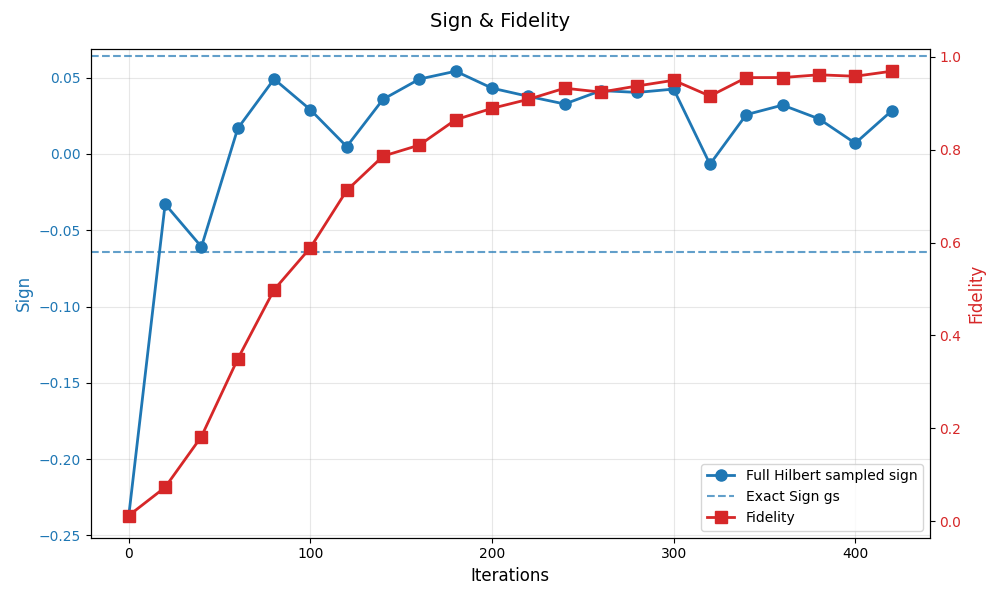 Sign & Fidelity
0.05
0.00
−0.05
−0.10
−0.15
−0.20
−0.25
Sign
1.0
0.8
0.6
0.4
0.2
0.0
Fidelity
Full Hilbert sampled sign
Exact Sign gs
Fidelity
0
100
200
300
400
Iterations